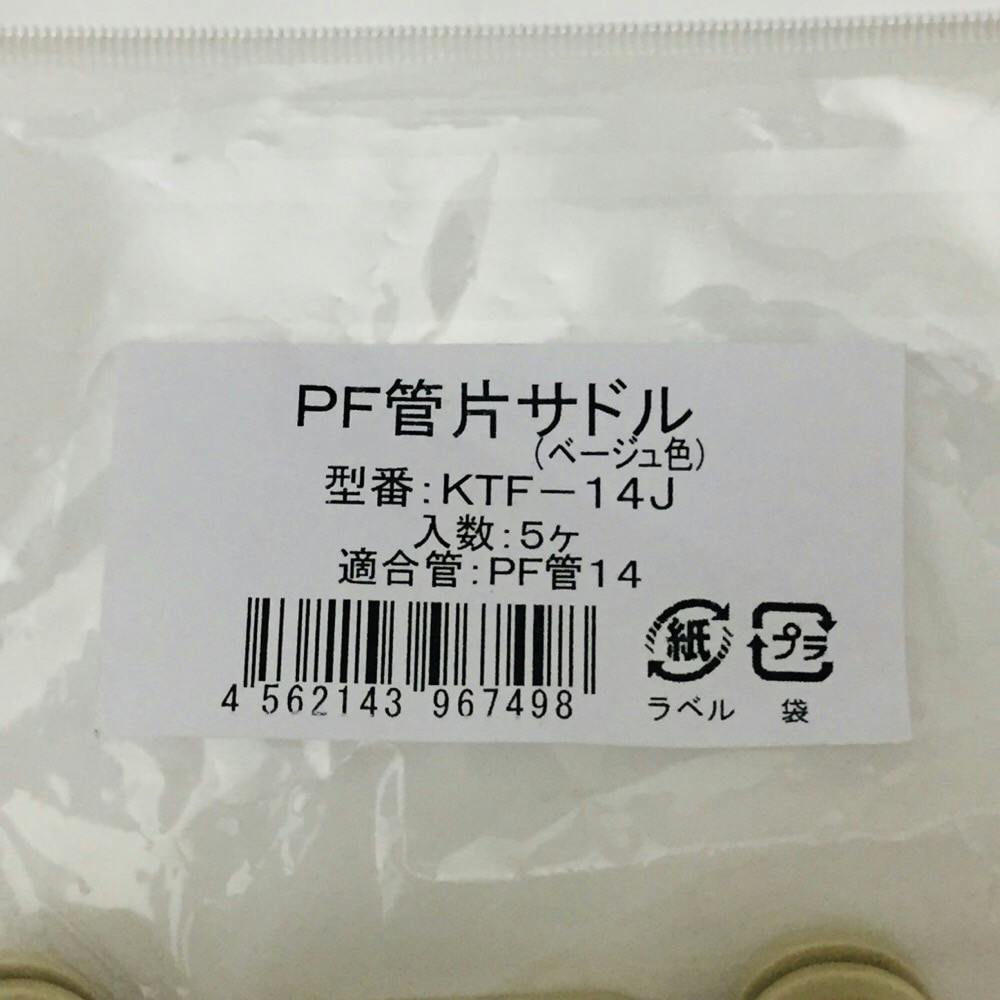 PF管片サドル
(ベージュ色)
型番:KTF-14J
入数:5ヶ
適合管:PF管14
4 562143 967498
紙 プラ
ラベル 袋